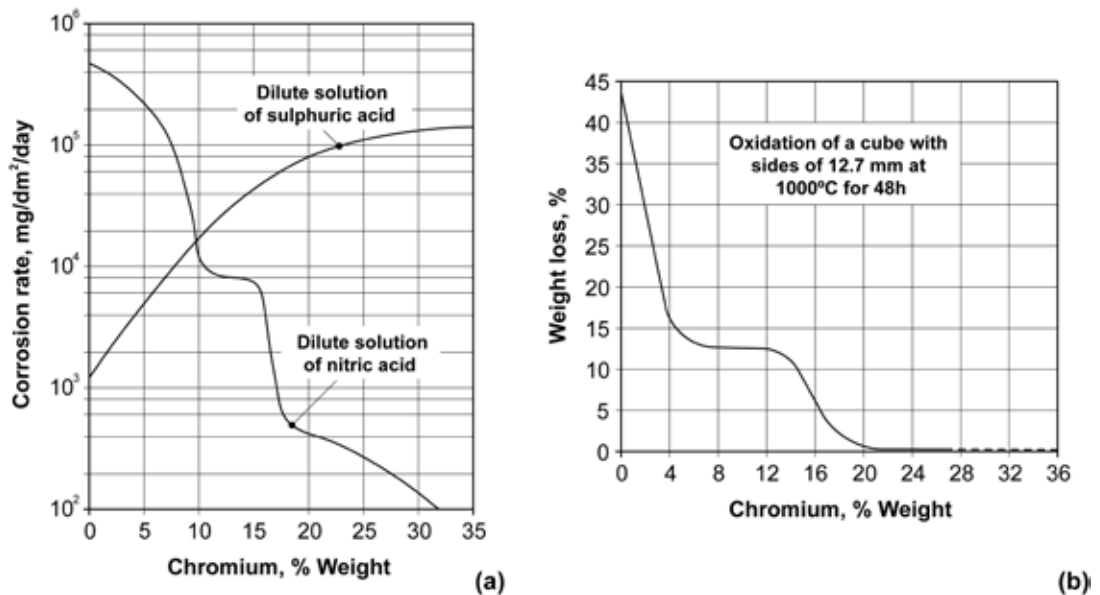 10⁶
10⁵
10⁴
10³
10²
Corrosion rate, mg/dm²/day
Dilute solution
of sulphuric acid
Dilute solution
of nitric acid
0 5 10 15 20 25 30 35
Chromium, % Weight
(a)
45
40
35
30
25
20
15
10
5
0
Weight loss, %
Oxidation of a cube with
sides of 12.7 mm at
1000ºC for 48h
0 4 8 12 16 20 24 28 32 36
Chromium, % Weight
(b)